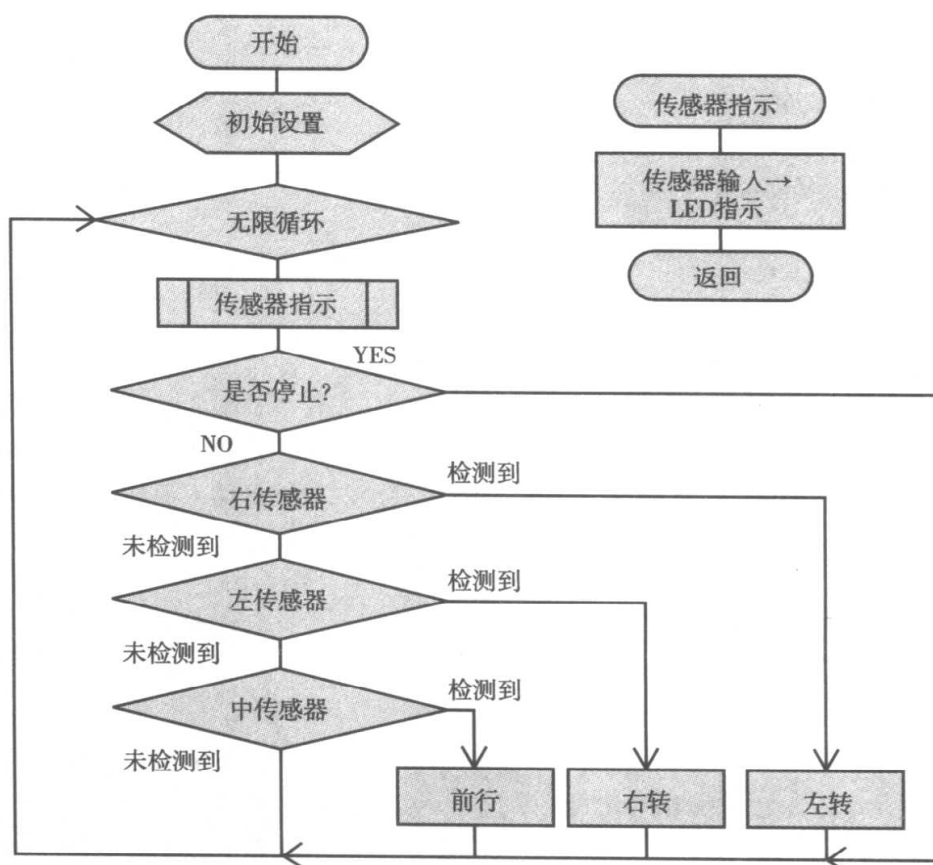 开始
初始设置
无限循环
传感器指示
YES
是否停止?
NO
右传感器
检测到
未检测到
左传感器
检测到
未检测到
中传感器
检测到
未检测到
前行
右转
左转
传感器指示
传感器输入→
LED指示
返回